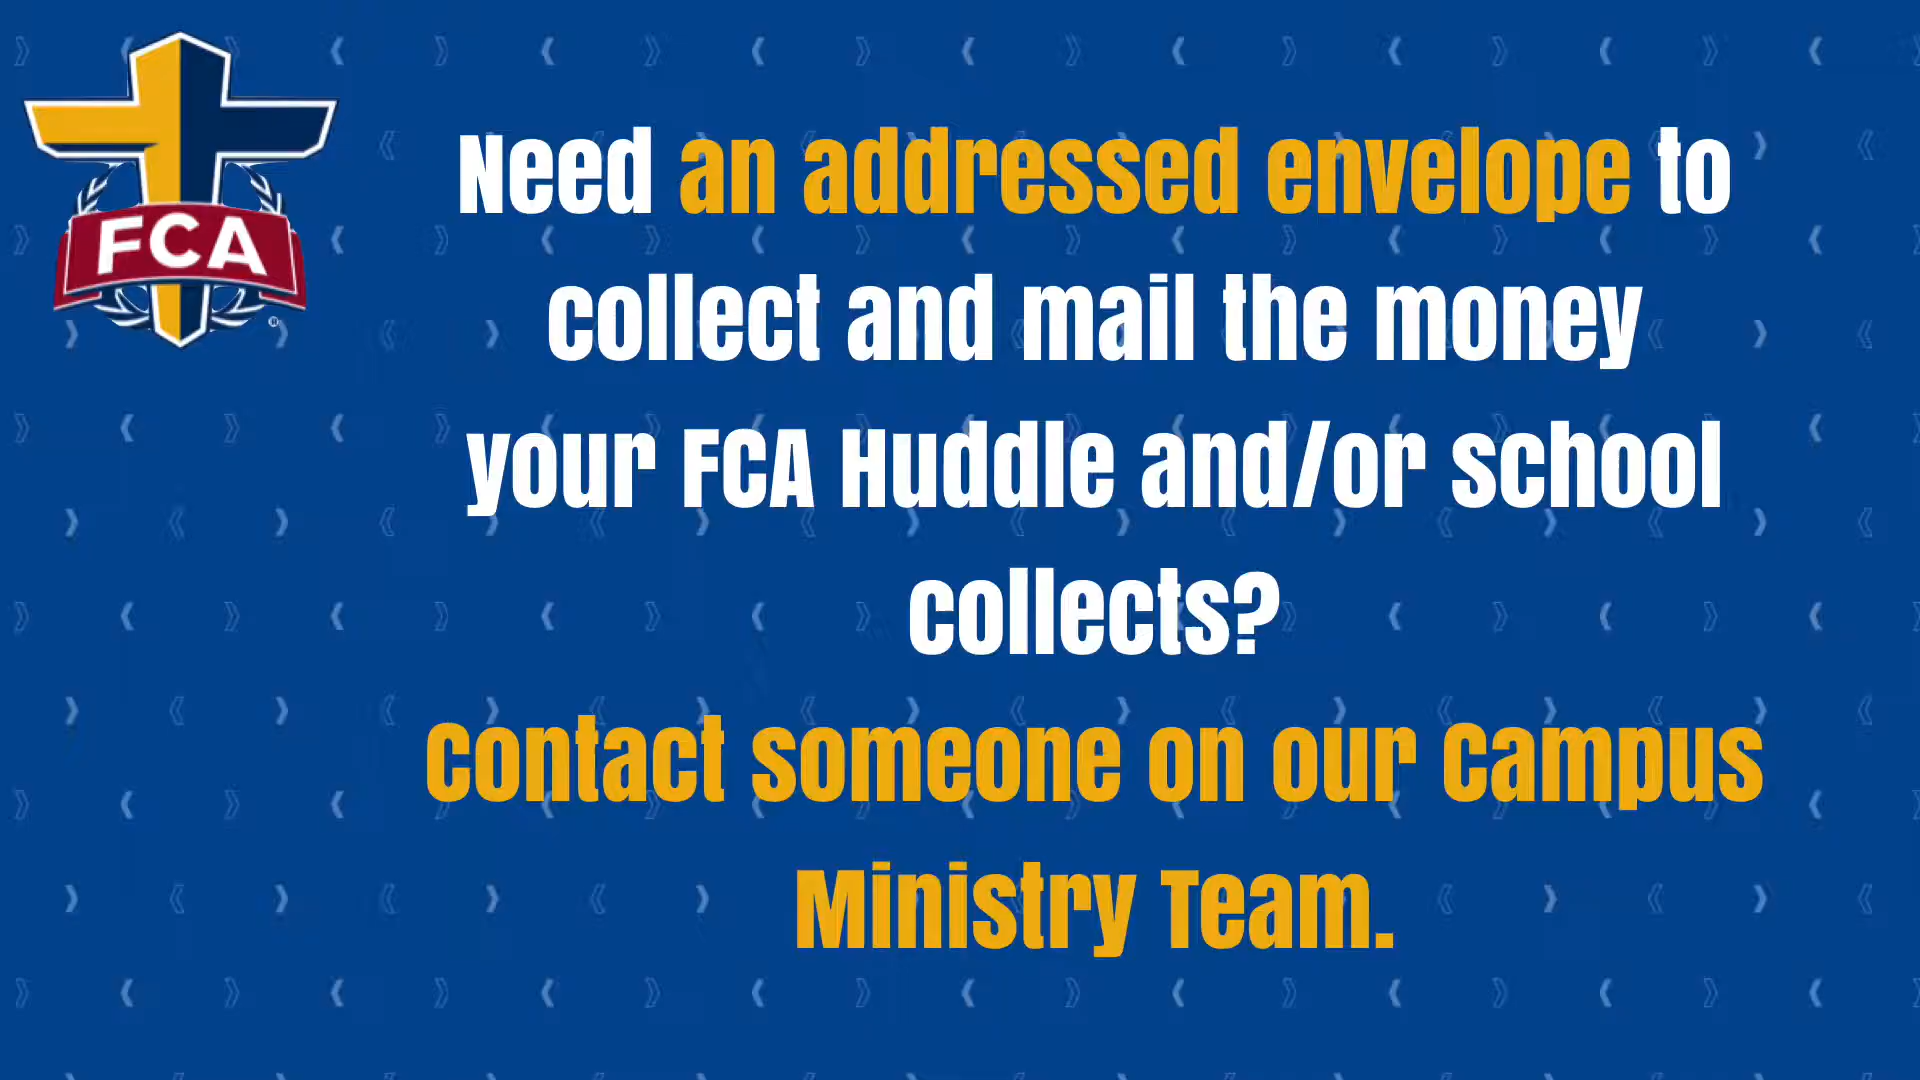 FCA
®
Need an addressed envelope to
collect and mail the money
your FCA Huddle and/or school
collects?
Contact someone on our Campus
Ministry Team.